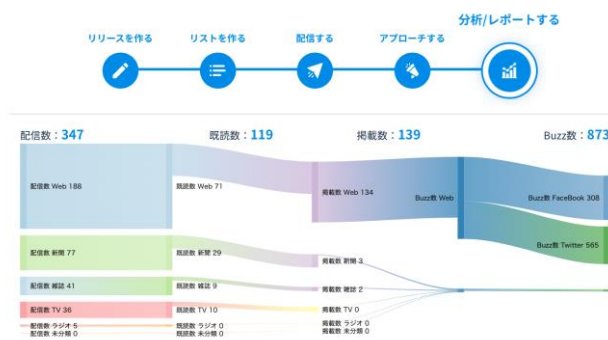 分析/レポートする
リリースを作る
リストを作る
配信する
アプローチする
配信数：347
既読数：119
掲載数：139
Buzz数：873
配信数 Web 188
既読数 Web 71
掲載数 Web 134
Buzz数 Web
Buzz数 FaceBook 308
Buzz数 Twitter 565
配信数 新聞 77
既読数 新聞 29
掲載数 新聞 3
配信数 雑誌 41
既読数 雑誌 9
掲載数 雑誌 2
配信数 TV 36
既読数 TV 10
掲載数 TV 0
配信数 ラジオ 5
既読数 ラジオ 0
掲載数 ラジオ 0
配信数 未分類 0
既読数 未分類 0
掲載数 未分類 0